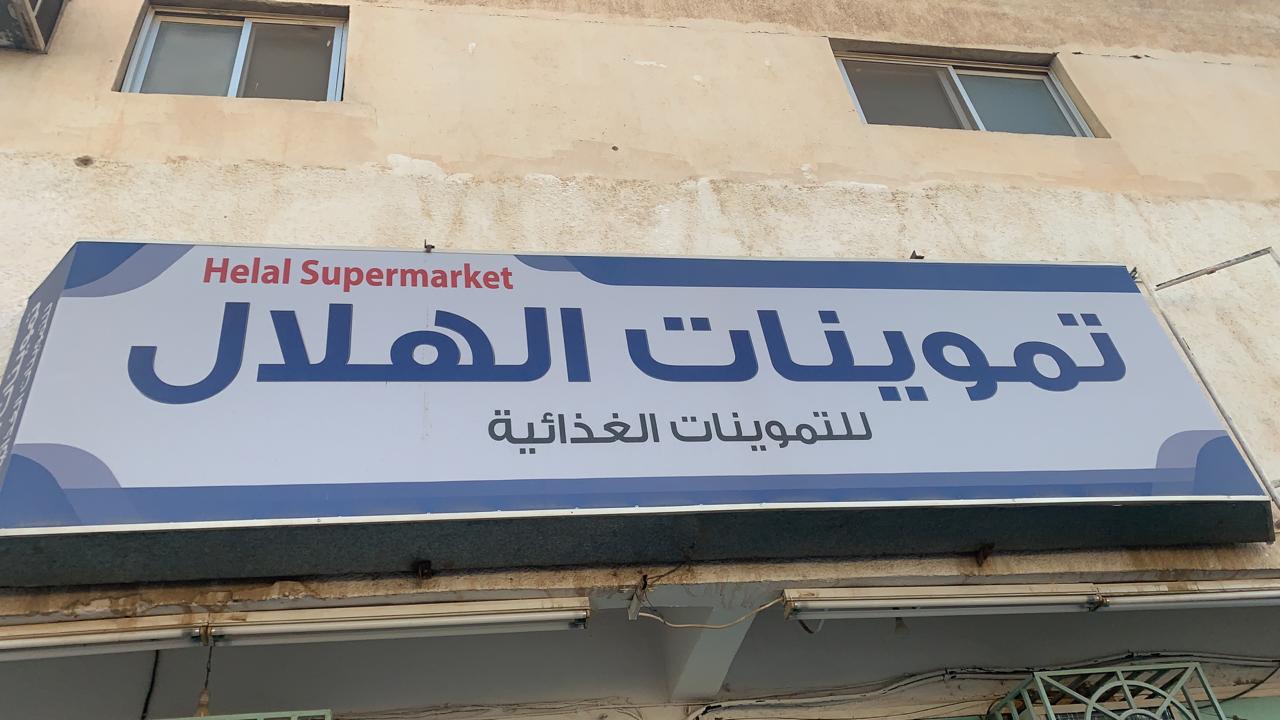 Helal Supermarket
تموينات الهلال
للتموينات الغذائية